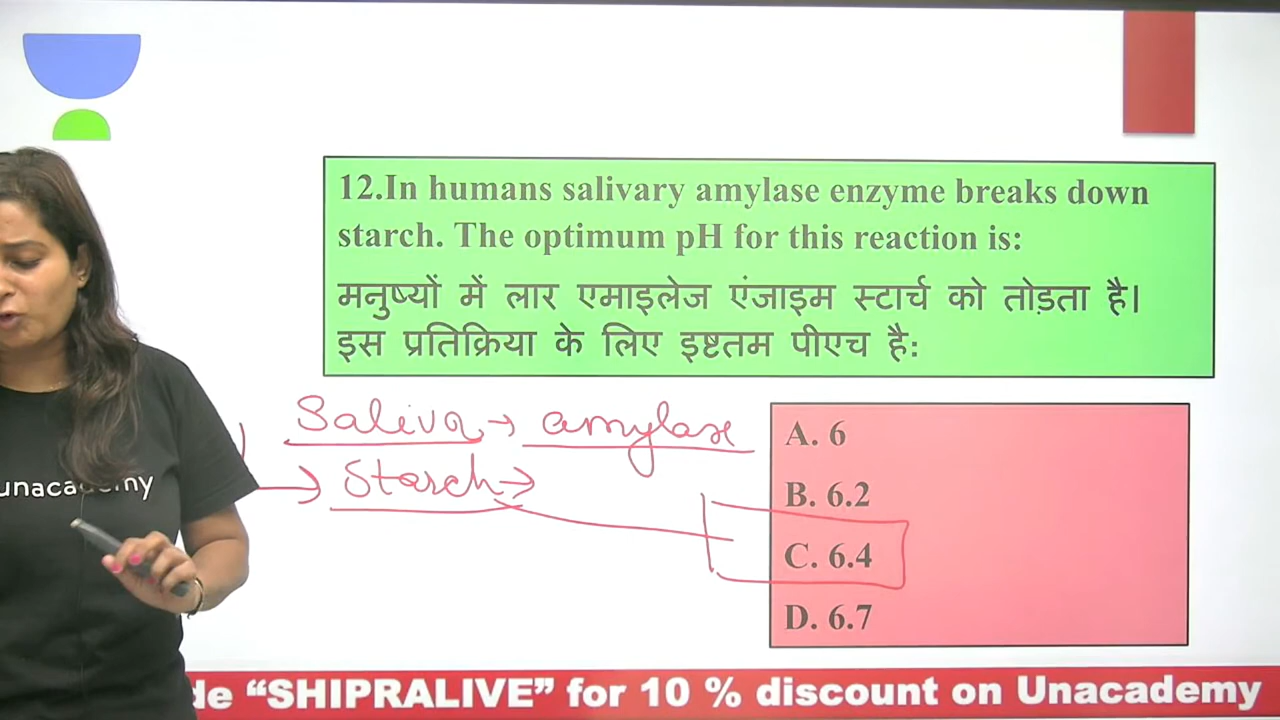 12.In humans salivary amylase enzyme breaks down
starch. The optimum pH for this reaction is:
मनुष्यों में लार एमाइलेज एंजाइम स्टार्च को तोड़ता है।
इस प्रतिक्रिया के लिए इष्टतम पीएच है:
Saliva → amylase
→ Starch →
A. 6
B. 6.2
C. 6.4
D. 6.7
unacademy
de “SHIPRALIVE” for 10 % discount on Unacademy